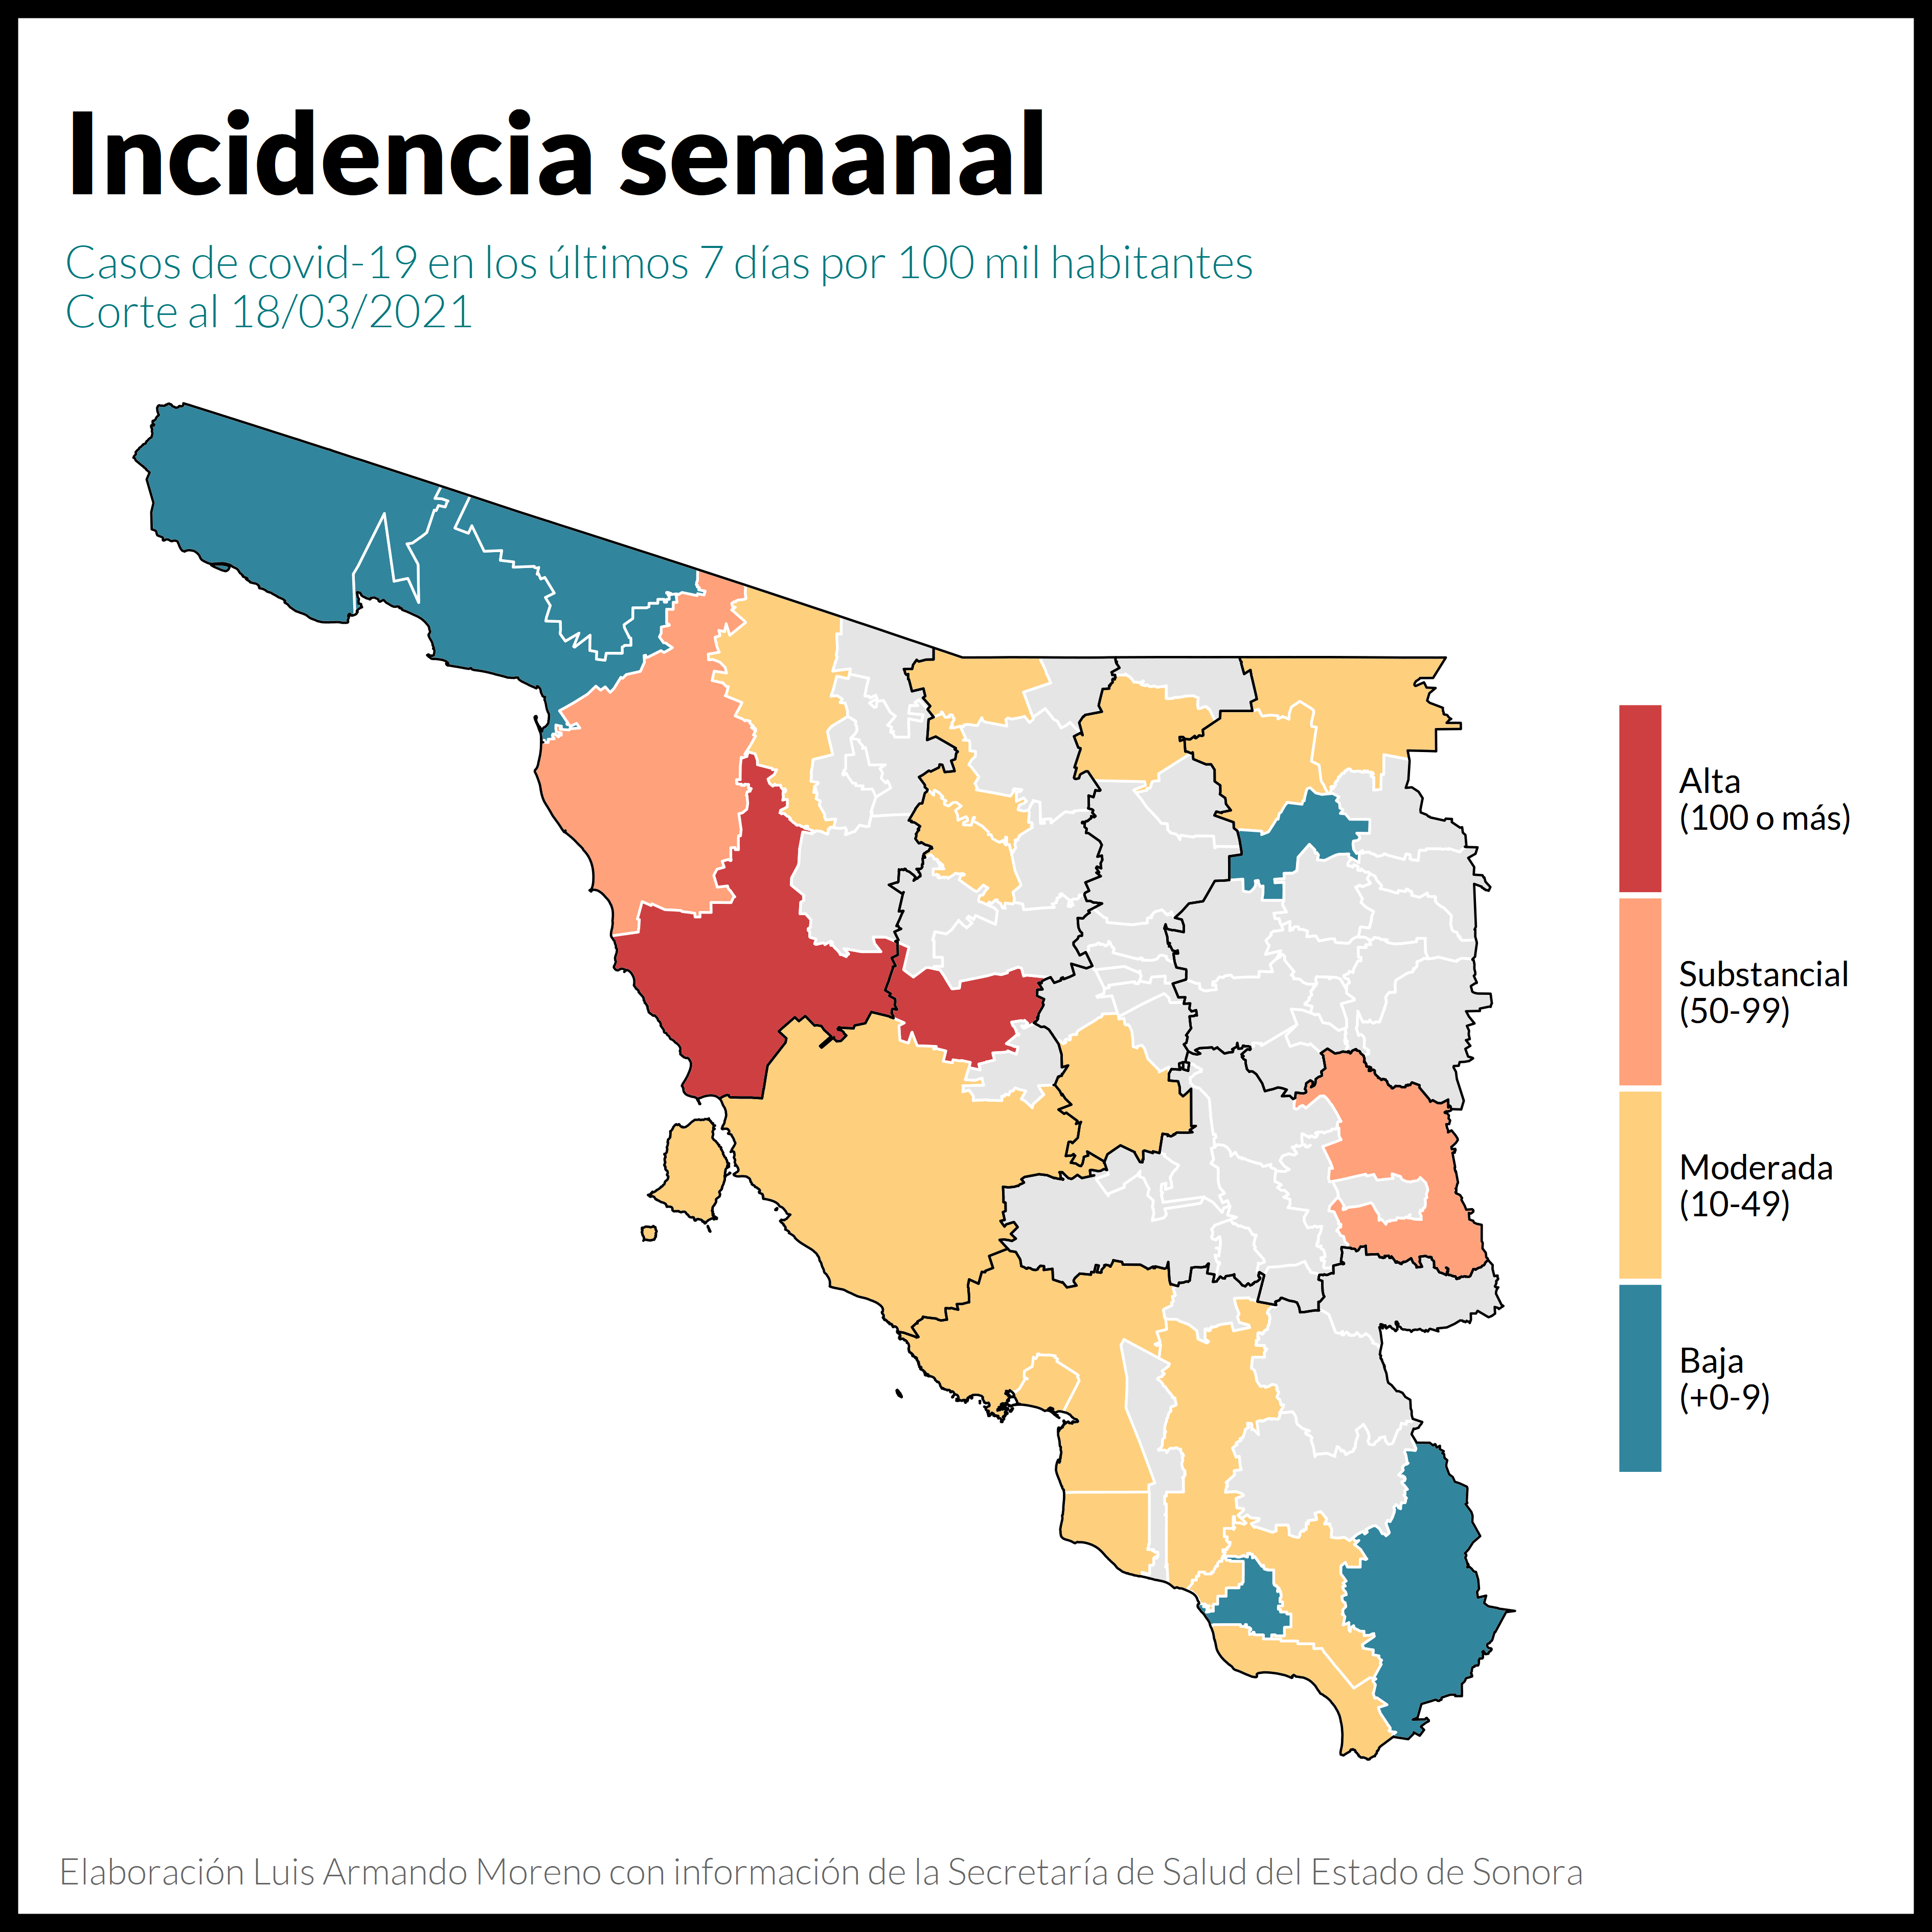 Incidencia semanal
Casos de covid-19 en los últimos 7 días por 100 mil habitantes
Corte al 18/03/2021
Alta
(100 o más)
Substancial
(50-99)
Moderada
(10-49)
Baja
(+0-9)
Elaboración Luis Armando Moreno con información de la Secretaría de Salud del Estado de Sonora